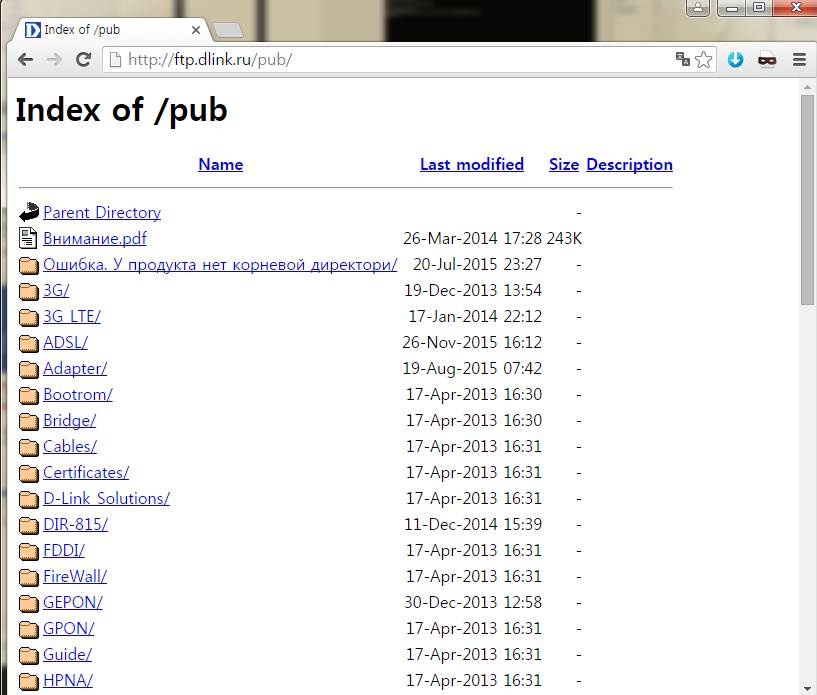 Index of /pub
http://ftp.dlink.ru/pub/
Index of /pub
Name Last modified Size Description
Parent Directory -
Внимание.pdf 26-Mar-2014 17:28 243K
Ошибка. У продукта нет корневой директори/ 20-Jul-2015 23:27 -
3G/ 19-Dec-2013 13:54 -
3G_LTE/ 17-Jan-2014 22:12 -
ADSL/ 26-Nov-2015 16:12 -
Adapter/ 19-Aug-2015 07:42 -
Bootrom/ 17-Apr-2013 16:30 -
Bridge/ 17-Apr-2013 16:30 -
Cables/ 17-Apr-2013 16:31 -
Certificates/ 17-Apr-2013 16:31 -
D-Link_Solutions/ 17-Apr-2013 16:31 -
DIR-815/ 11-Dec-2014 15:39 -
FDDI/ 17-Apr-2013 16:31 -
FireWall/ 17-Apr-2013 16:31 -
GEPON/ 30-Dec-2013 12:58 -
GPON/ 17-Apr-2013 16:31 -
Guide/ 17-Apr-2013 16:31 -
HPNA/ 17-Apr-2013 16:31 -